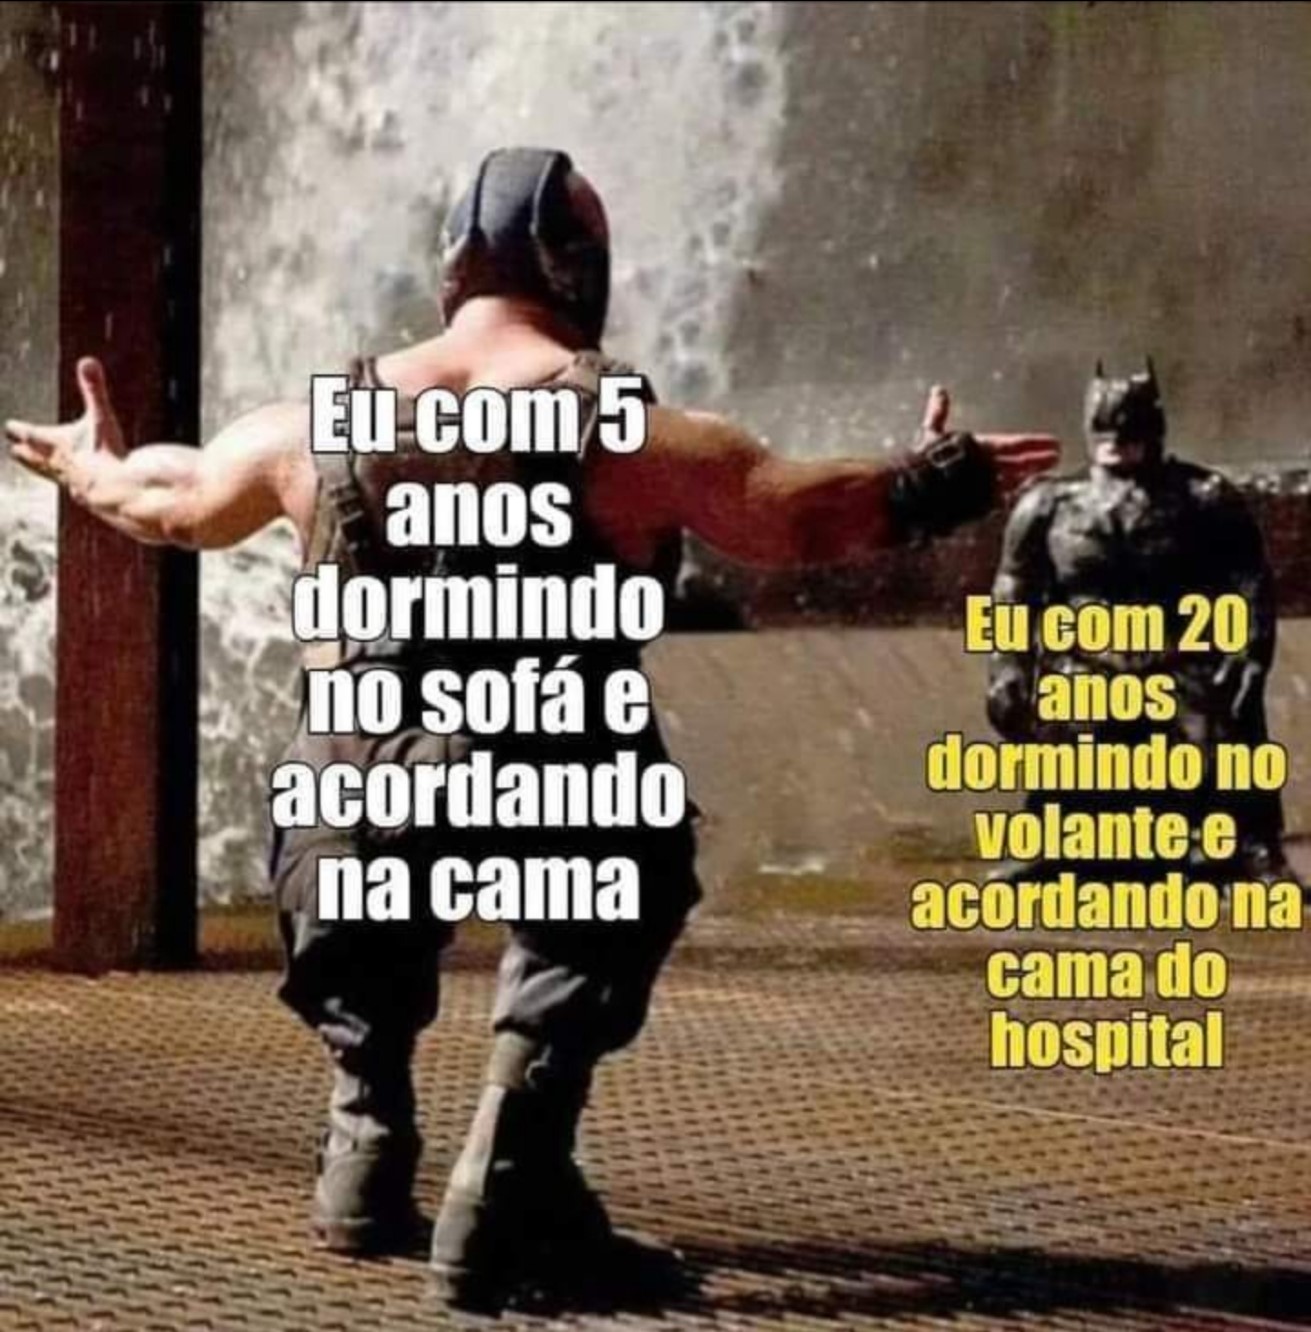 Eu com 5
anos
dormindo
no sofá e
acordando
na cama
Eu com 20
anos
dormindo no
volante e
acordando na
cama do
hospital